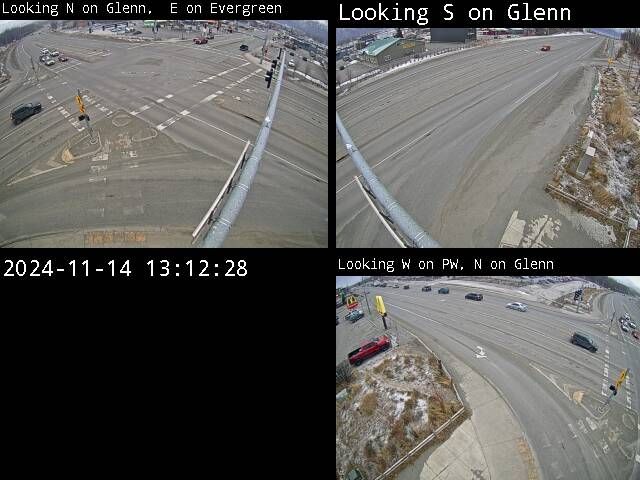 Looking N on Glenn,  E on Evergreen
Looking S on Glenn
2024-11-14 13:12:28
Looking W on PW, N on Glenn